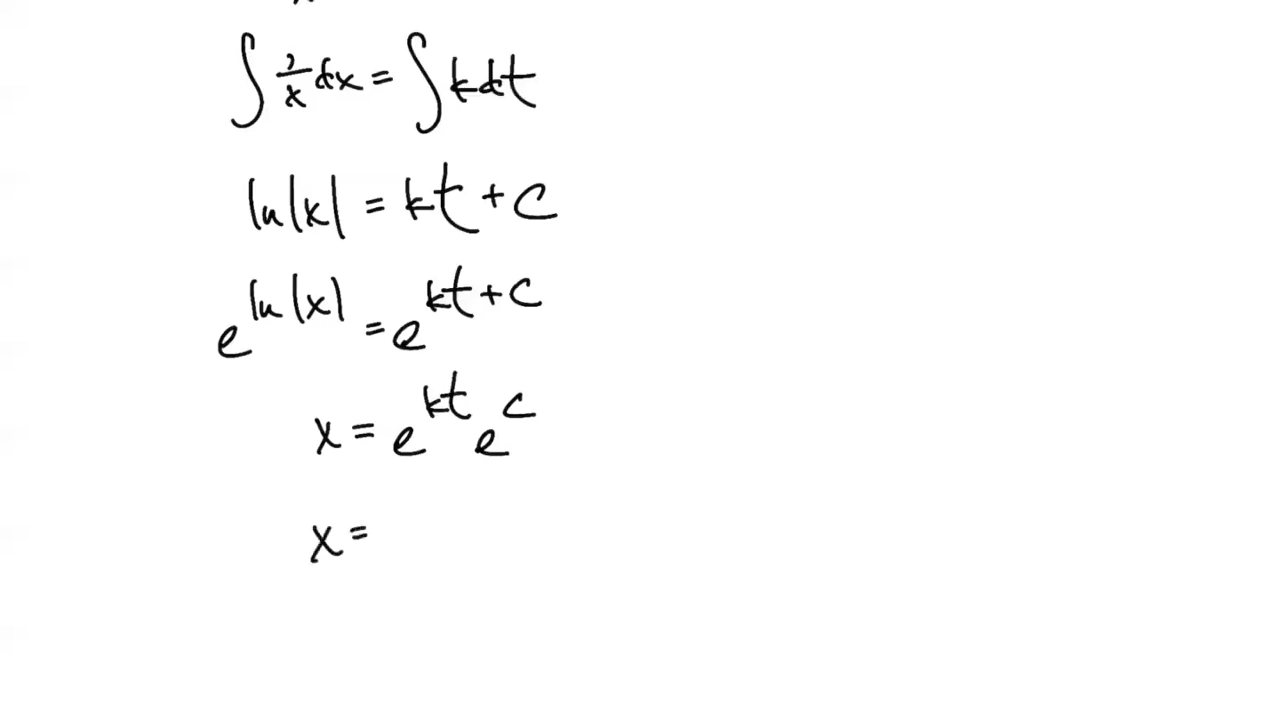 ∫ 1/x dx = ∫ k dt
ln|x| = kt + c
e^{ln|x|} = e^{kt + c}
x = e^{kt} e^{c}
x =